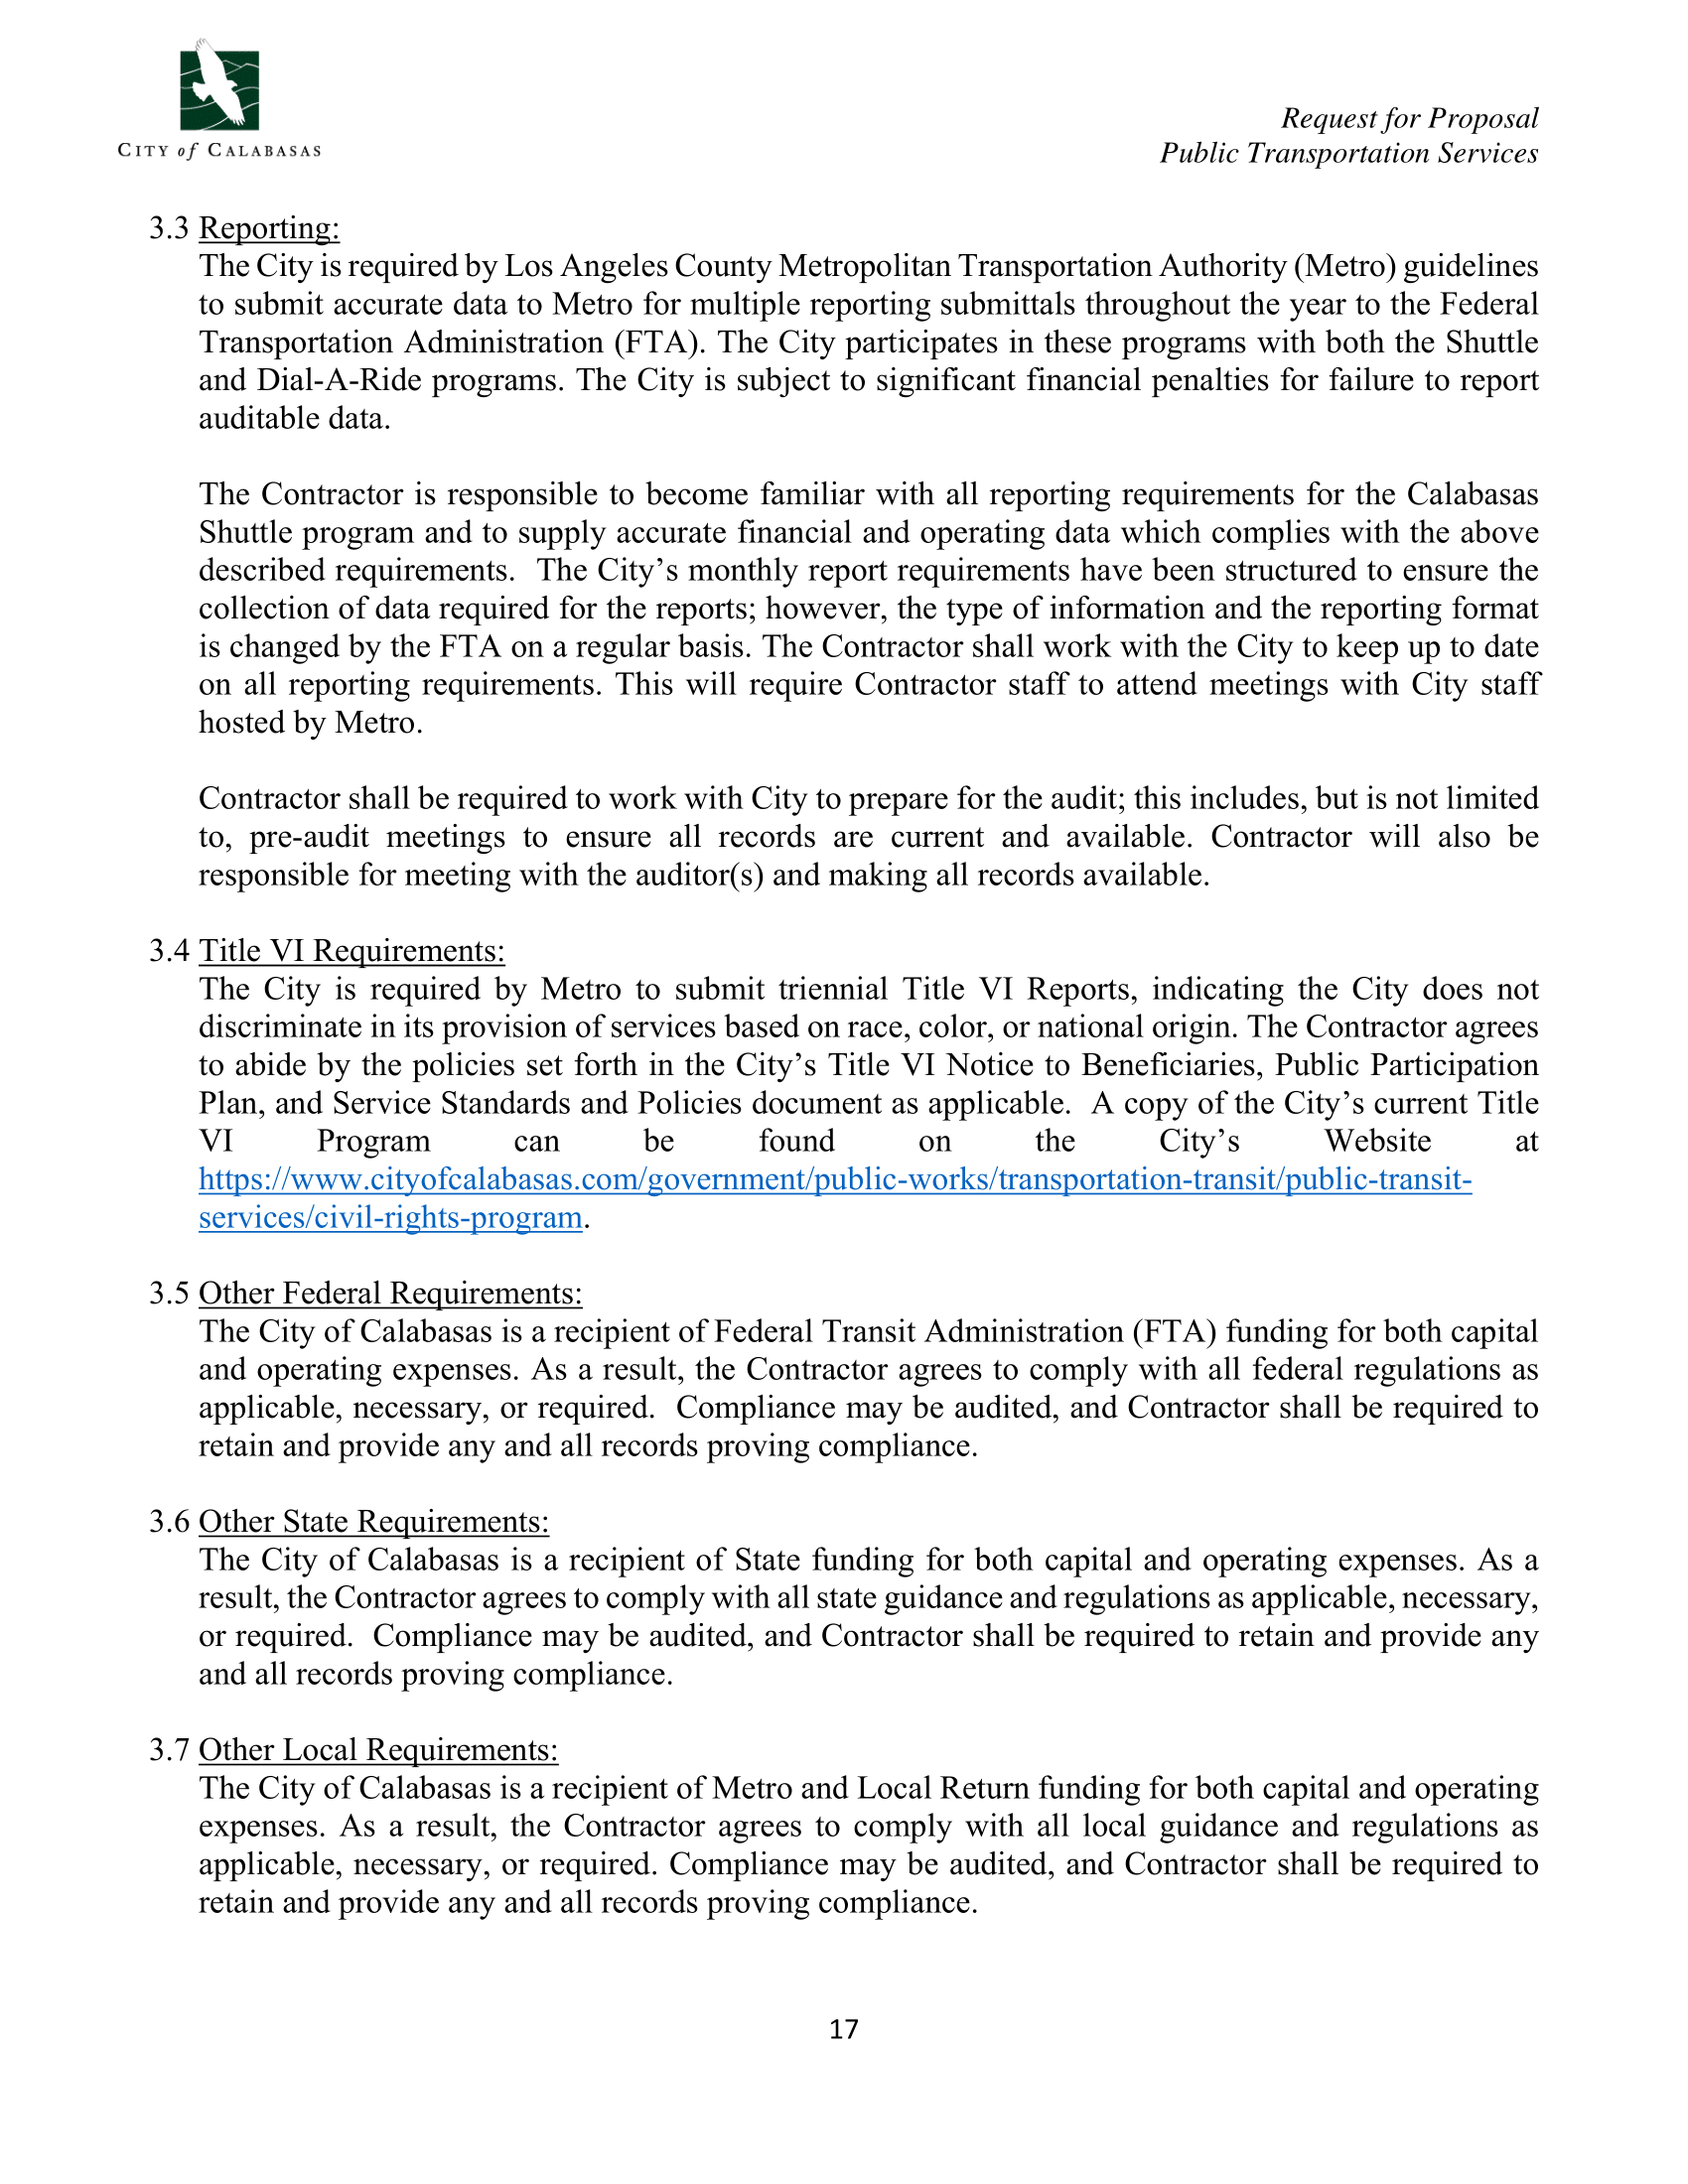 CITY of CALABASAS
Request for Proposal
Public Transportation Services
3.3 Reporting:
The City is required by Los Angeles County Metropolitan Transportation Authority (Metro) guidelines
to submit accurate data to Metro for multiple reporting submittals throughout the year to the Federal
Transportation Administration (FTA). The City participates in these programs with both the Shuttle
and Dial-A-Ride programs. The City is subject to significant financial penalties for failure to report
auditable data.
The Contractor is responsible to become familiar with all reporting requirements for the Calabasas
Shuttle program and to supply accurate financial and operating data which complies with the above
described requirements.  The City’s monthly report requirements have been structured to ensure the
collection of data required for the reports; however, the type of information and the reporting format
is changed by the FTA on a regular basis. The Contractor shall work with the City to keep up to date
on all reporting requirements. This will require Contractor staff to attend meetings with City staff
hosted by Metro.
Contractor shall be required to work with City to prepare for the audit; this includes, but is not limited
to, pre-audit meetings to ensure all records are current and available. Contractor will also be
responsible for meeting with the auditor(s) and making all records available.
3.4 Title VI Requirements:
The City is required by Metro to submit triennial Title VI Reports, indicating the City does not
discriminate in its provision of services based on race, color, or national origin. The Contractor agrees
to abide by the policies set forth in the City’s Title VI Notice to Beneficiaries, Public Participation
Plan, and Service Standards and Policies document as applicable.  A copy of the City’s current Title
VI Program can be found on the City’s Website at
https://www.cityofcalabasas.com/government/public-works/transportation-transit/public-transit-
services/civil-rights-program.
3.5 Other Federal Requirements:
The City of Calabasas is a recipient of Federal Transit Administration (FTA) funding for both capital
and operating expenses. As a result, the Contractor agrees to comply with all federal regulations as
applicable, necessary, or required.  Compliance may be audited, and Contractor shall be required to
retain and provide any and all records proving compliance.
3.6 Other State Requirements:
The City of Calabasas is a recipient of State funding for both capital and operating expenses. As a
result, the Contractor agrees to comply with all state guidance and regulations as applicable, necessary,
or required.  Compliance may be audited, and Contractor shall be required to retain and provide any
and all records proving compliance.
3.7 Other Local Requirements:
The City of Calabasas is a recipient of Metro and Local Return funding for both capital and operating
expenses. As a result, the Contractor agrees to comply with all local guidance and regulations as
applicable, necessary, or required. Compliance may be audited, and Contractor shall be required to
retain and provide any and all records proving compliance.
17